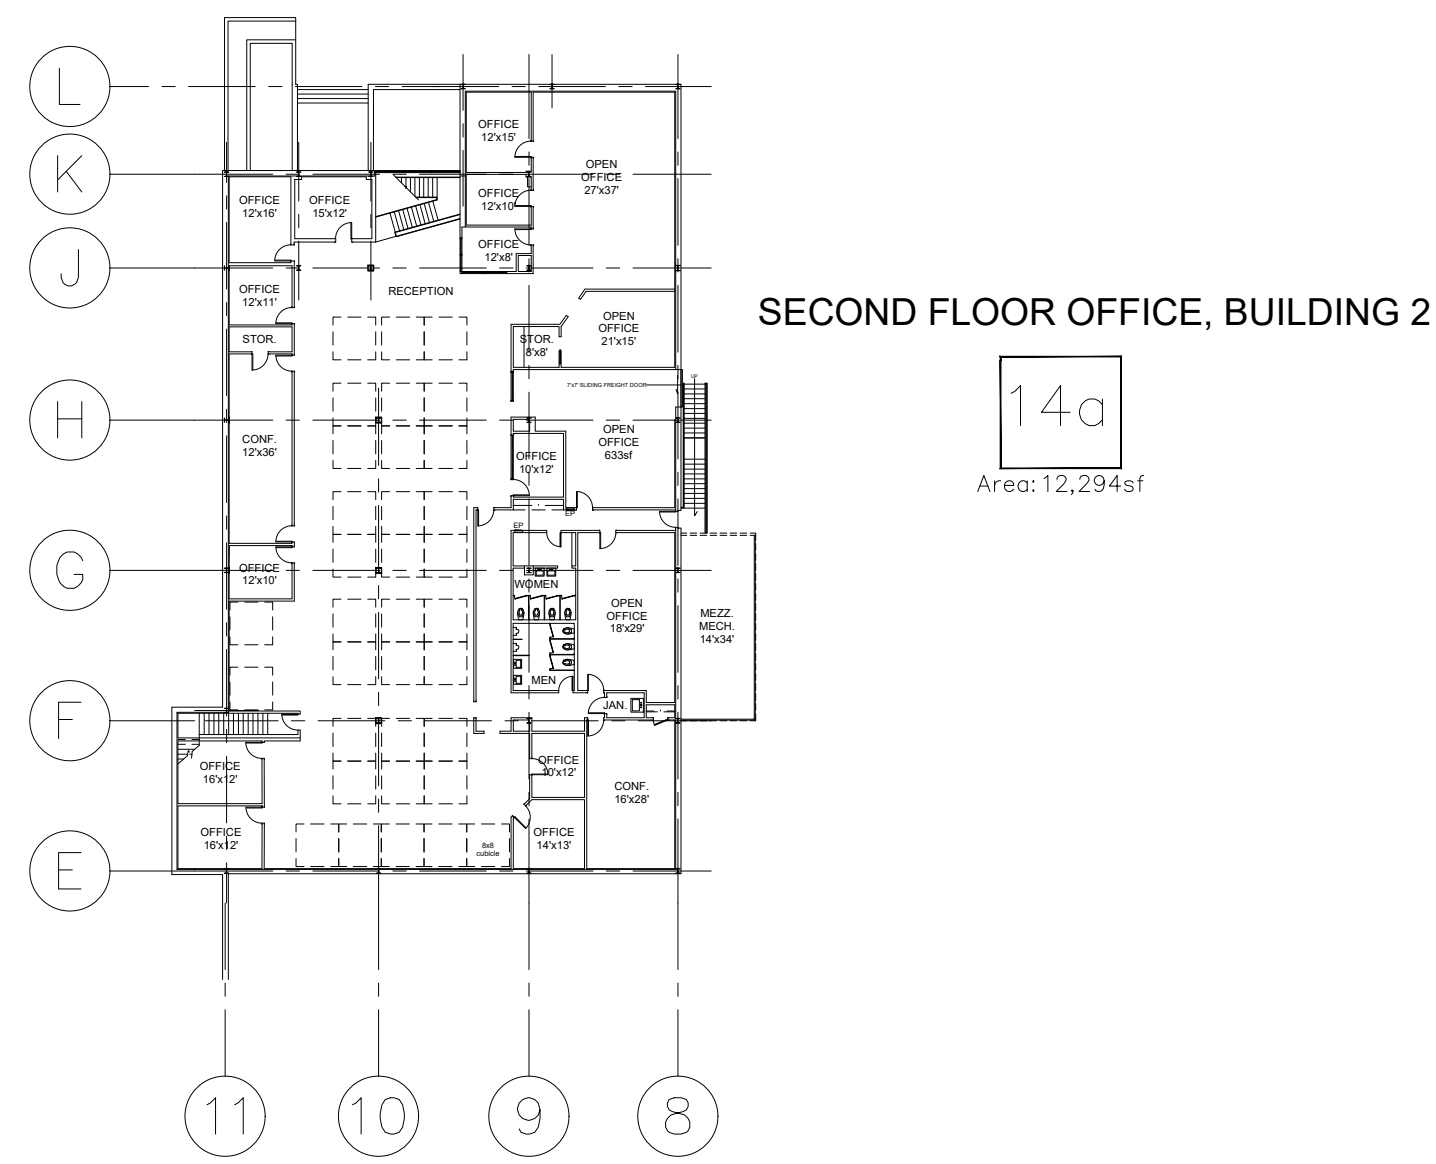 L
OFFICE
12'x15'
K
OPEN
OFFICE
27'x37'
OFFICE
12'x16'
OFFICE
15'x12'
OFFICE
12'x10'
OFFICE
12'x8'
J
RECEPTION
OFFICE
12'x11'
SECOND FLOOR OFFICE, BUILDING 2
OPEN
OFFICE
21'x15'
STOR.
STOR.
8'x8'
14a
Area: 12,294sf
7'x7' SLIDING FREIGHT DOOR
UP
H
CONF.
12'x36'
OPEN
OFFICE
633sf
OFFICE
10'x12'
EP
EP
G
OFFICE
12'x10'
WOMEN
OPEN
OFFICE
18'x29'
MEZZ.
MECH.
14'x34'
MEN
JAN.
F
OFFICE
16'x12'
OFFICE
10'x12'
CONF.
16'x28'
OFFICE
16'x12'
OFFICE
14'x13'
8x8
cubicle
E
11
10
9
8